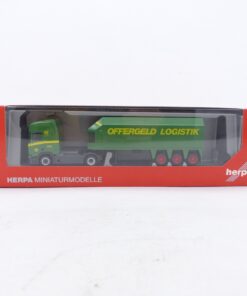 OFFERGELD LOGISTIK
HERPA MINIATURMODELLE
herpa